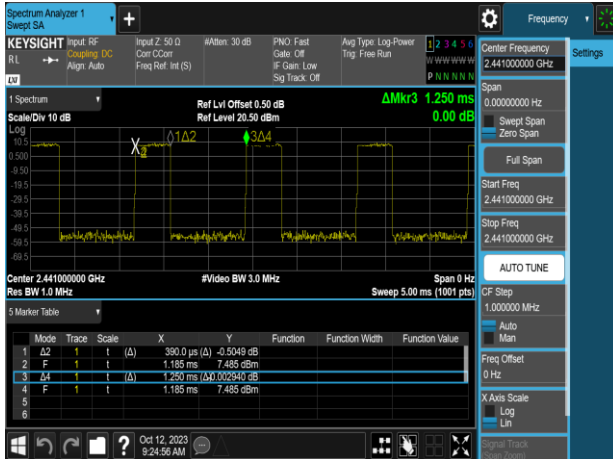 Spectrum Analyzer 1
Swept SA
+
Frequency
KEYSIGHT
RL
LXI
Input: RF
Coupling: DC
Align: Auto
Input Z: 50 Ω
Corr CCorr
Freq Ref: Int (S)
#Atten: 30 dB
PNO: Fast
Gate: Off
IF Gain: Low
Sig Track: Off
Avg Type: Log-Power
Trig: Free Run
1 2 3 4 5 6
W W W W W W
P N N N N N
Center Frequency
2.441000000 GHz
Settings
Span
0.00000000 Hz
Swept Span
Zero Span
Full Span
Start Freq
2.441000000 GHz
Stop Freq
2.441000000 GHz
AUTO TUNE
CF Step
1.000000 MHz
Auto
Man
Freq Offset
0 Hz
X Axis Scale
Log
Lin
Signal Track
(Span Zoom)
1 Spectrum
Scale/Div 10 dB
Ref Lvl Offset 0.50 dB
Ref Level 20.50 dBm
ΔMkr3 1.250 ms
0.00 dB
Log
10.5
0.500
-9.50
-19.5
-29.5
-39.5
-49.5
-59.5
-69.5
X
1Δ2
3Δ4
Center 2.441000000 GHz
Res BW 1.0 MHz
#Video BW 3.0 MHz
Span 0 Hz
Sweep 5.00 ms (1001 pts)
5 Marker Table
Mode Trace Scale X Y Function Function Width Function Value
1 Δ2 1 t (Δ) 390.0 µs (Δ) -0.5049 dB
2 F 1 t 1.185 ms 7.485 dBm
3 Δ4 1 t (Δ) 1.250 ms (Δ) 0.002940 dB
4 F 1 t 1.185 ms 7.485 dBm
5
6
?
Oct 12, 2023
9:24:56 AM